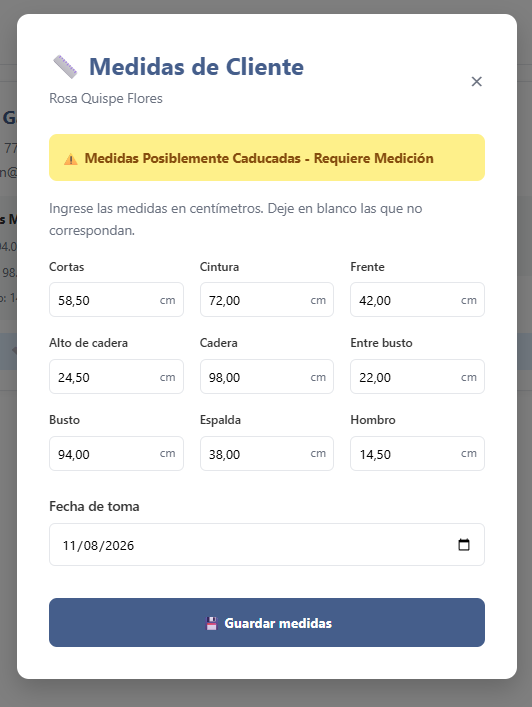 Medidas de Cliente
Rosa Quispe Flores
Medidas Posiblemente Caducadas - Requiere Medición
Ingrese las medidas en centímetros. Deje en blanco las que no
correspondan.
Cortas Cintura Frente
58,50 cm 72,00 cm 42,00 cm
Alto de cadera Cadera Entre busto
24,50 cm 98,00 cm 22,00 cm
Busto Espalda Hombro
94,00 cm 38,00 cm 14,50 cm
Fecha de toma
11/08/2026
Guardar medidas